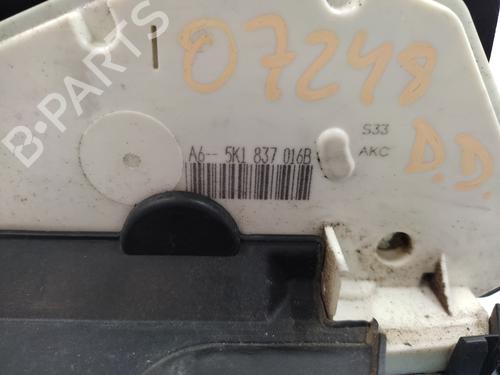 07248
S33
AKC
D.D.
A6-- 5K1 837 016B
B-PARTS